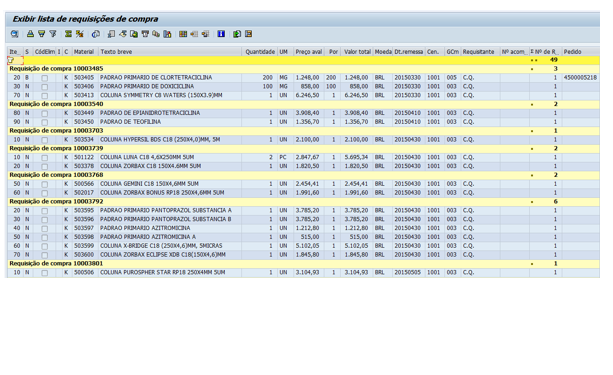 Exibir lista de requisições de compra
Ite_ S CódElim I C Material Texto breve Quantidade UM Preço aval Por Valor total Moeda Dt.remessa Cen. GCm Requisitante Nº acom_ Σ Nº de R_ Pedido
49
Requisição de compra 10003485 3
20 B K 503405 PADRAO PRIMARIO DE CLORTETRACICLINA 200 MG 1.248,00 200 1.248,00 BRL 20150330 1001 005 C.Q. 1 4500005218
30 N K 503406 PADRAO PRIMARIO DE DOXICICLINA 100 MG 858,00 100 858,00 BRL 20150330 1001 003 C.Q. 1
70 N K 503413 COLUNA SYMMETRY C8 WATERS (150X3.9)MM 1 UN 6.246,50 1 6.246,50 BRL 20150330 1001 003 C.Q. 1
Requisição de compra 10003540 2
80 N K 503449 PADRAO DE EPIANIDROTETRACICLINA 1 UN 3.908,40 1 3.908,40 BRL 20150410 1001 003 C.Q. 1
90 N K 503450 PADRAO DE TEOFILINA 1 UN 1.356,70 1 1.356,70 BRL 20150410 1001 003 C.Q. 1
Requisição de compra 10003703 1
10 N K 503534 COLUNA HYPERSIL BDS C18 (250X4,0)MM, 5M 1 UN 2.100,00 1 2.100,00 BRL 20150430 1001 003 C.Q. 1
Requisição de compra 10003739 2
10 N K 501122 COLUNA LUNA C18 4,6X250MM 5UM 2 PC 2.847,67 1 5.695,34 BRL 20150430 1001 003 C.Q. 1
20 N K 503378 COLUNA ZORBAX C18 150X4.6MM 5UM 1 UN 1.820,50 1 1.820,50 BRL 20150430 1001 003 C.Q. 1
Requisição de compra 10003768 2
50 N K 500566 COLUNA GEMINI C18 150X4,6MM 5UM 1 UN 2.454,41 1 2.454,41 BRL 20150430 1001 003 C.Q. 1
60 N K 502017 COLUNA ZORBAX BONUS RP18 250X4,6MM 5UM 1 UN 1.991,60 1 1.991,60 BRL 20150430 1001 003 C.Q. 1
Requisição de compra 10003792 6
20 N K 503595 PADRAO PRIMARIO PANTOPRAZOL SUBSTANCIA A 1 UN 3.785,20 1 3.785,20 BRL 20150430 1001 003 C.Q. 1
30 N K 503596 PADRAO PRIMARIO PANTOPRAZOL SUBSTANCIA B 1 UN 3.785,20 1 3.785,20 BRL 20150430 1001 003 C.Q. 1
40 N K 503597 PADRAO PRIMARIO AZITROMICINA 1 UN 1.212,80 1 1.212,80 BRL 20150430 1001 003 C.Q. 1
50 N K 503598 PADRAO PRIMARIO AZITROMICINA A 1 UN 515,00 1 515,00 BRL 20150430 1001 003 C.Q. 1
60 N K 503599 COLUNA X-BRIDGE C18 (250X4,6)MM, 5MICRAS 1 UN 5.102,05 1 5.102,05 BRL 20150430 1001 003 C.Q. 1
70 N K 503600 COLUNA ZORBAX ECLIPSE XDB C18(150X4,6)MM 1 UN 1.845,80 1 1.845,80 BRL 20150430 1001 003 C.Q. 1
Requisição de compra 10003801 1
10 N K 500506 COLUNA PUROSPHER STAR RP18 250X4MM 5UM 1 UN 3.104,93 1 3.104,93 BRL 20150505 1001 003 C.Q. 1